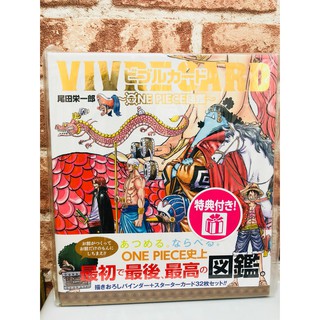 VIVRE CARD
ビブルカード
尾田栄一郎
ONE PIECE
特典付き!
あつめる。ならべる。
ONE PIECE史上
最初で最後、最高の図鑑。
描きおろしバインダー+スターターカード32枚セット!!